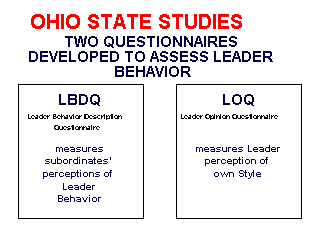 OHIO STATE STUDIES
TWO QUESTIONNAIRES
DEVELOPED TO ASSESS LEADER
BEHAVIOR
LBDQ
Leader Behavior Description
Questionnaire
measures
subordinates'
perceptions of
Leader
Behavior
LOQ
Leader Opinion Questionnaire
measures Leader
perception of
own Style